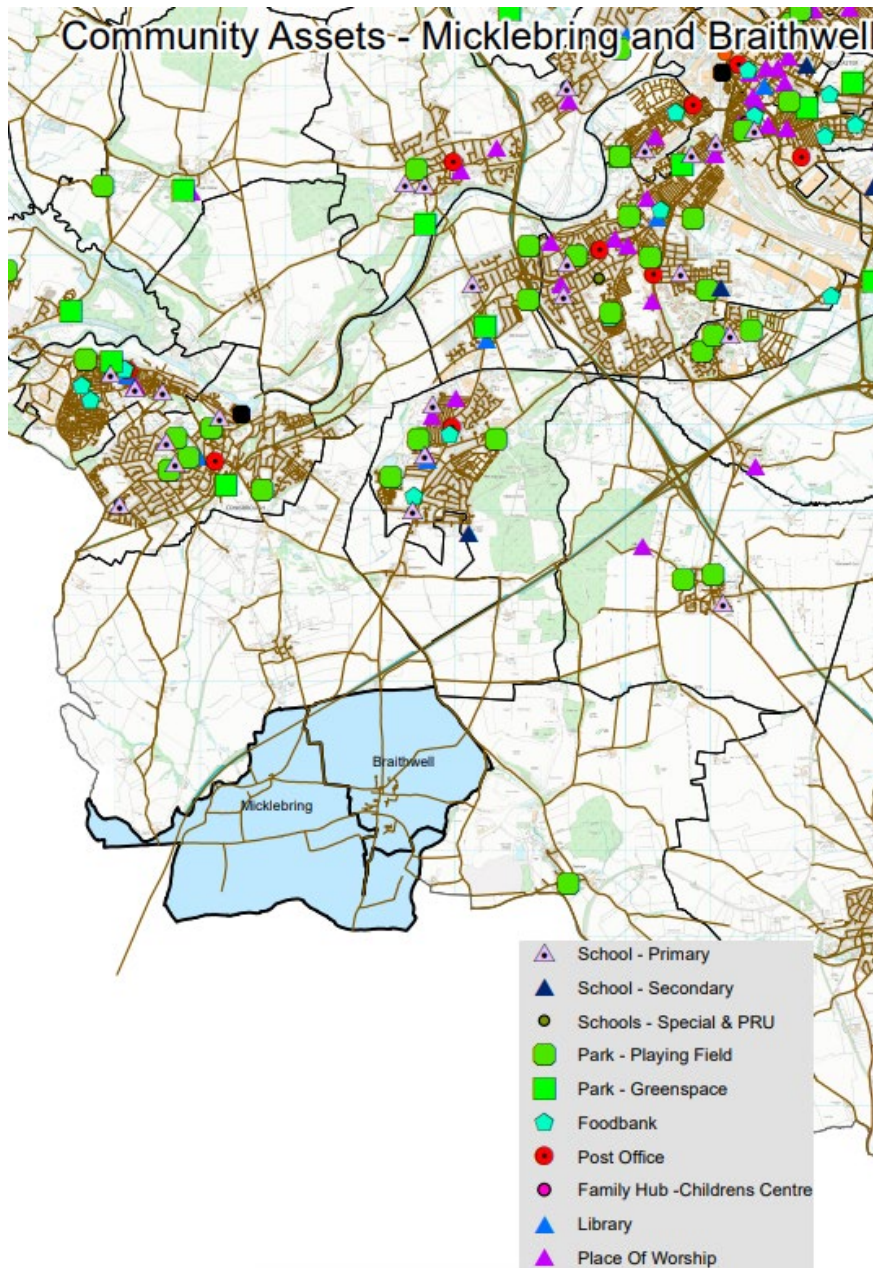 Community Assets - Micklebring and Braithwell
Braithwell
Micklebring
School - Primary
School - Secondary
Schools - Special & PRU
Park - Playing Field
Park - Greenspace
Foodbank
Post Office
Family Hub -Childrens Centre
Library
Place Of Worship